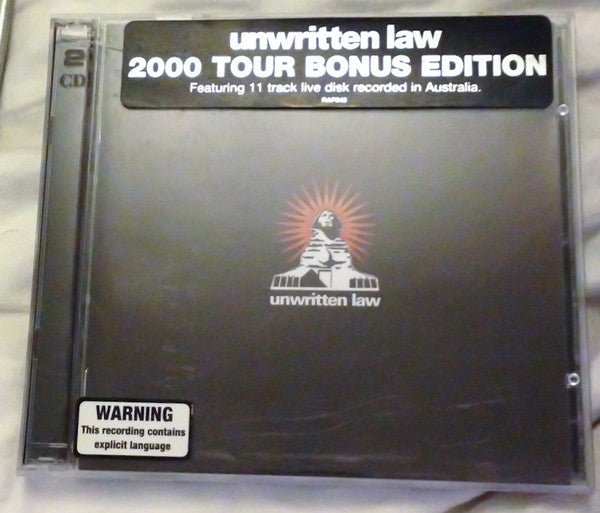 unwritten law
2000 TOUR BONUS EDITION
Featuring 11 track live disk recorded in Australia.
2
CD
unwritten law
WARNING
This recording contains
explicit language